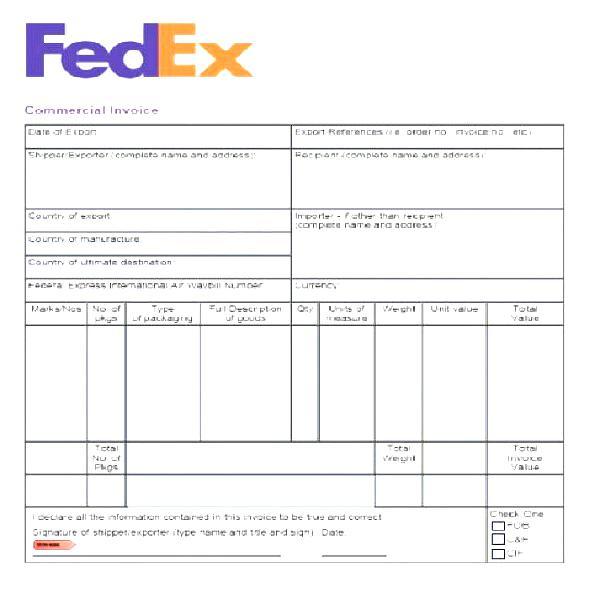 FedEx
Commercial Invoice
Date of Export
Export References (i.e. order no., invoice no., etc)
Shipper/Exporter (complete name and address):
Recipient (complete name and address)
Country of export
Importer - if other than recipient
(complete name and address)
Country of manufacture
Country of ultimate destination
Federal Express International Air Waybill Number
Currency:
Marks/Nos
No. of
pkgs
Type
of packaging
Full Description
of goods
Qty
Units of
measure
Weight
Unit value
Total
Value
Total
No. of
Pkgs
Total
Weight
Total
Invoice
Value
I declare all the information contained in this invoice to be true and correct
Signature of shipper/exporter (type name and title and sign)
Date
Check One
FOB
C&F
CIF